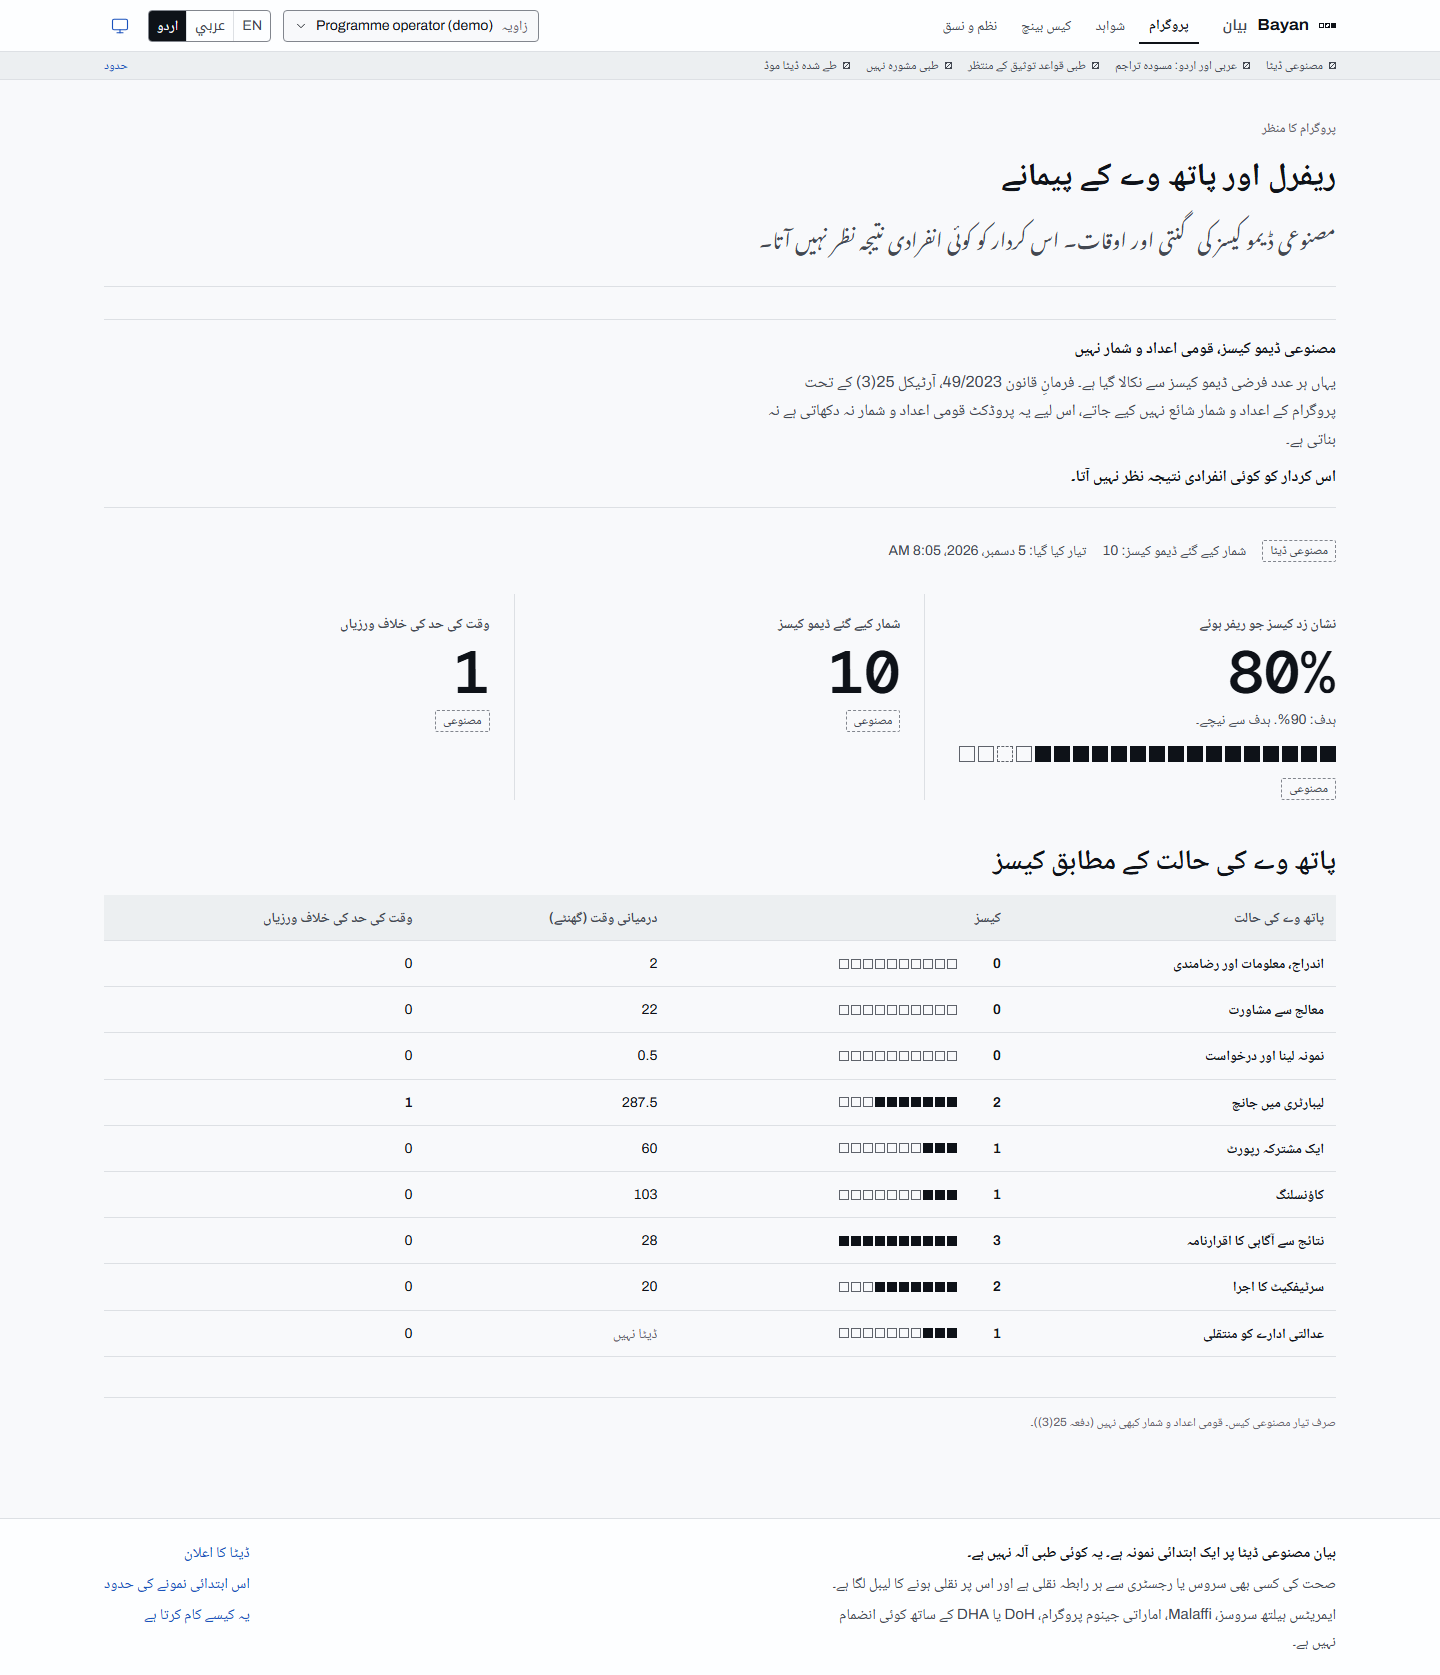 Bayan بیان
پروگرام
شواہد
کیس بینچ
نظم و نسق
زاویہ Programme operator (demo)
EN
عربي
اردو
مصنوعی ڈیٹا
عربی اور اردو: مسودہ تراجم
طبی قواعد توثیق کے منتظر
طبی مشورہ نہیں
طے شدہ ڈیٹا موڈ
حدود
پروگرام کا منظر
ریفرل اور پاتھ وے کے پیمانے
مصنوعی ڈیمو کیسز کی گنتی اور اوقات۔ اس کردار کو کوئی انفرادی نتیجہ نظر نہیں آتا۔
مصنوعی ڈیمو کیسز، قومی اعداد و شمار نہیں
یہاں ہر عدد فرضی ڈیمو کیسز سے نکالا گیا ہے۔ فرمانِ قانون 49/2023، آرٹیکل 25(3) کے تحت
پروگرام کے اعداد و شمار شائع نہیں کیے جاتے، اس لیے یہ پروڈکٹ قومی اعداد و شمار نہ دکھاتی ہے نہ
بناتی ہے۔
اس کردار کو کوئی انفرادی نتیجہ نظر نہیں آتا۔
مصنوعی ڈیٹا
شمار کیے گئے ڈیمو کیسز: 10
تیار کیا گیا: 5 دسمبر، 2026، 8:05 AM
نشان زد کیسز جو ریفر ہوئے
80%
ہدف: 90%. ہدف سے نیچے۔
مصنوعی
شمار کیے گئے ڈیمو کیسز
10
مصنوعی
وقت کی حد کی خلاف ورزیاں
1
مصنوعی
پاتھ وے کی حالت کے مطابق کیسز
پاتھ وے کی حالت کیسز درمیانی وقت (گھنٹے) وقت کی حد کی خلاف ورزیاں
اندراج، معلومات اور رضامندی 0 2 0
معالج سے مشاورت 0 22 0
نمونہ لینا اور درخواست 0 0.5 0
لیبارٹری میں جانچ 2 287.5 1
ایک مشترکہ رپورٹ 1 60 0
کاؤنسلنگ 1 103 0
نتائج سے آگاہی کا اقرارنامہ 3 28 0
سرٹیفکیٹ کا اجرا 2 20 0
عدالتی ادارے کو منتقلی 1 ڈیٹا نہیں 0
صرف تیار مصنوعی کیس۔ قومی اعداد و شمار کبھی نہیں (دفعہ 25(3))۔
بیان مصنوعی ڈیٹا پر ایک ابتدائی نمونہ ہے۔ یہ کوئی طبی آلہ نہیں ہے۔
صحت کی کسی بھی سروس یا رجسٹری سے ہر رابطہ نقلی ہے اور اس پر نقلی ہونے کا لیبل لگا ہے۔
ایمریٹس ہیلتھ سروسز، Malaffi، اماراتی جینوم پروگرام، DoH یا DHA کے ساتھ کوئی انضمام
نہیں ہے۔
ڈیٹا کا اعلان
اس ابتدائی نمونے کی حدود
یہ کیسے کام کرتا ہے